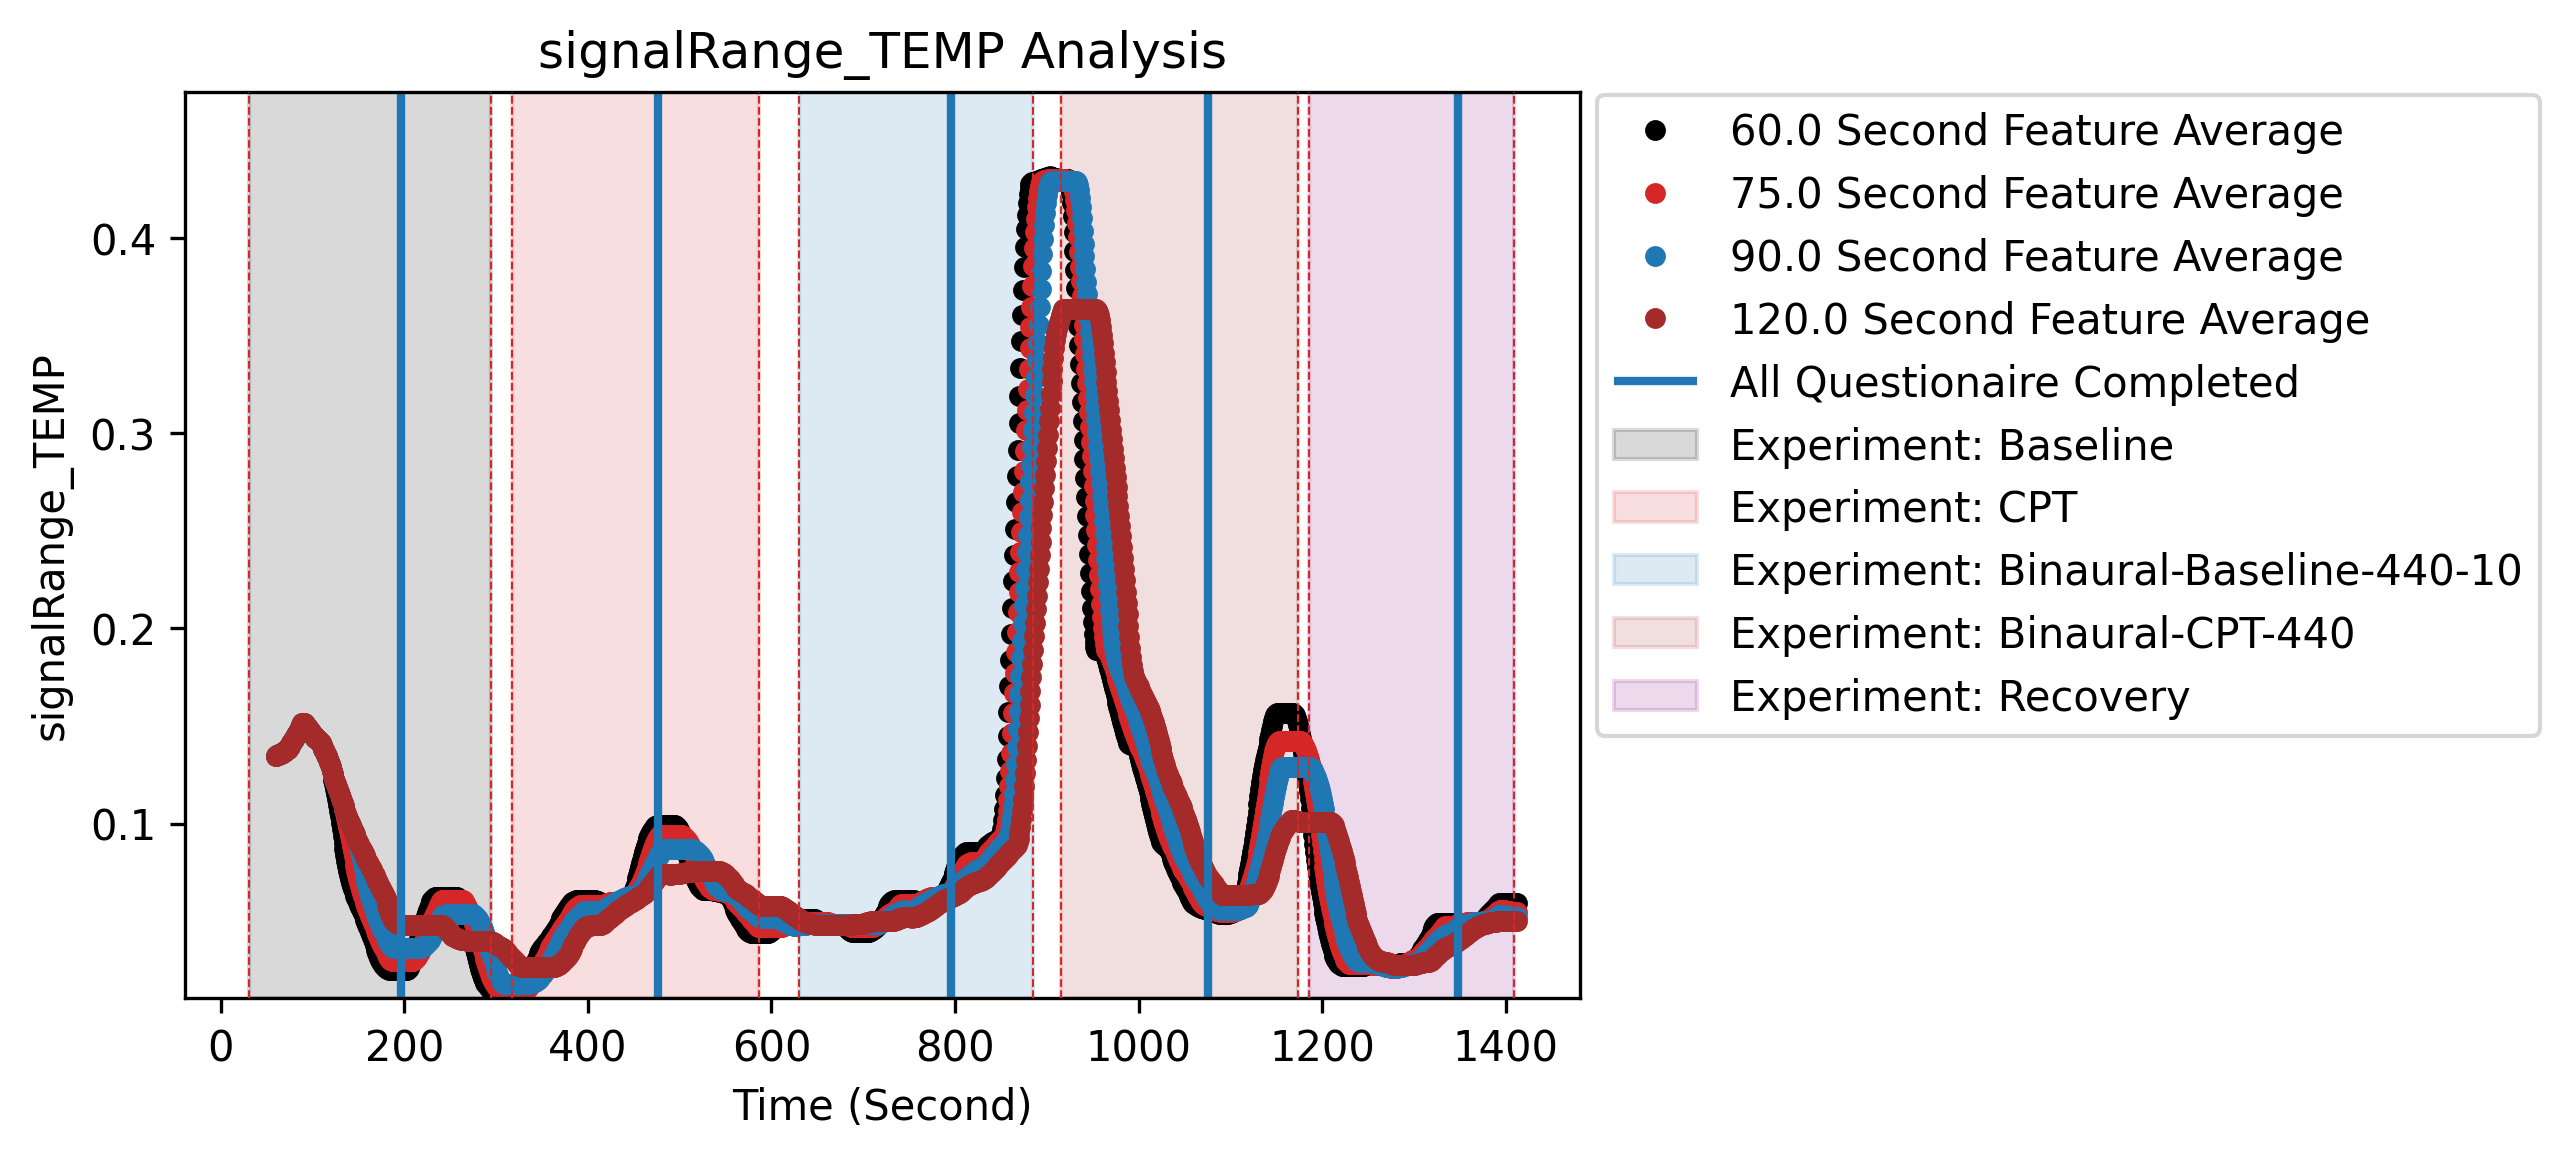 signalRange_TEMP Analysis
signalRange_TEMP
0.4
0.3
0.2
0.1
0 200 400 600 800 1000 1200 1400
Time (Second)
60.0 Second Feature Average
75.0 Second Feature Average
90.0 Second Feature Average
120.0 Second Feature Average
All Questionaire Completed
Experiment: Baseline
Experiment: CPT
Experiment: Binaural-Baseline-440-10
Experiment: Binaural-CPT-440
Experiment: Recovery